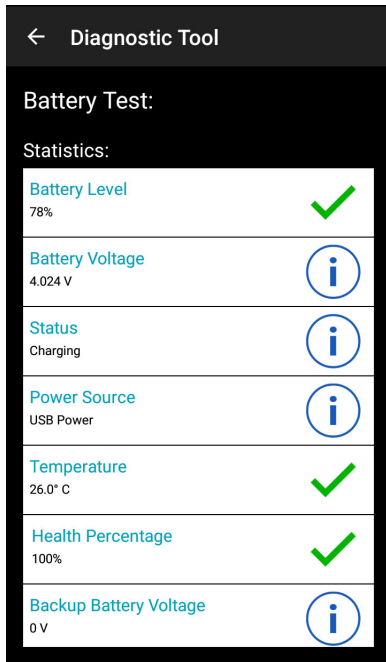 Diagnostic Tool
Battery Test:
Statistics:
Battery Level
78%
Battery Voltage
4.024 V
Status
Charging
Power Source
USB Power
Temperature
26.0° C
Health Percentage
100%
Backup Battery Voltage
0 V